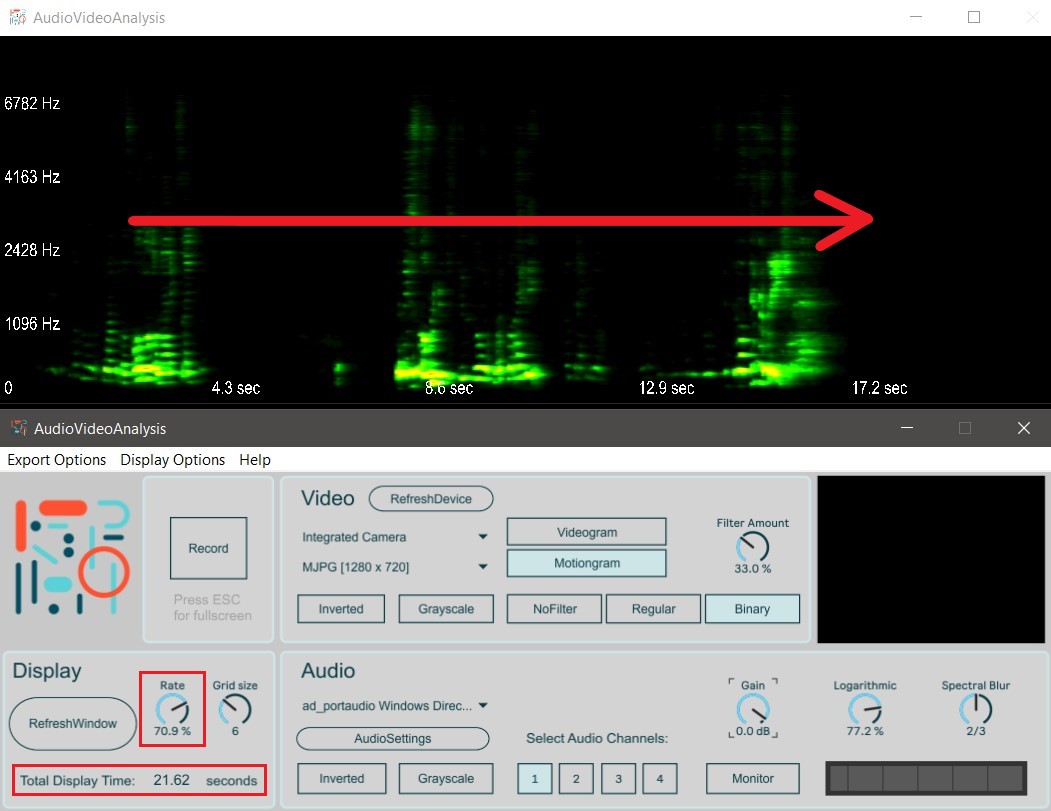 AudioVideoAnalysis
6782 Hz
4163 Hz
2428 Hz
1096 Hz
0
4.3 sec
8.6 sec
12.9 sec
17.2 sec
AudioVideoAnalysis
Export Options Display Options Help
Record
Press ESC
for fullscreen
Video
RefreshDevice
Integrated Camera
MJPG [1280 x 720]
Videogram
Motiongram
Filter Amount
33.0 %
Inverted
Grayscale
NoFilter
Regular
Binary
Display
RefreshWindow
Rate
70.9 %
Grid size
6
Total Display Time: 21.62 seconds
Audio
ad_portaudio Windows Direc...
AudioSettings
Inverted
Grayscale
Select Audio Channels:
1
2
3
4
Gain
0.0 dB
Monitor
Logarithmic
77.2 %
Spectral Blur
2/3